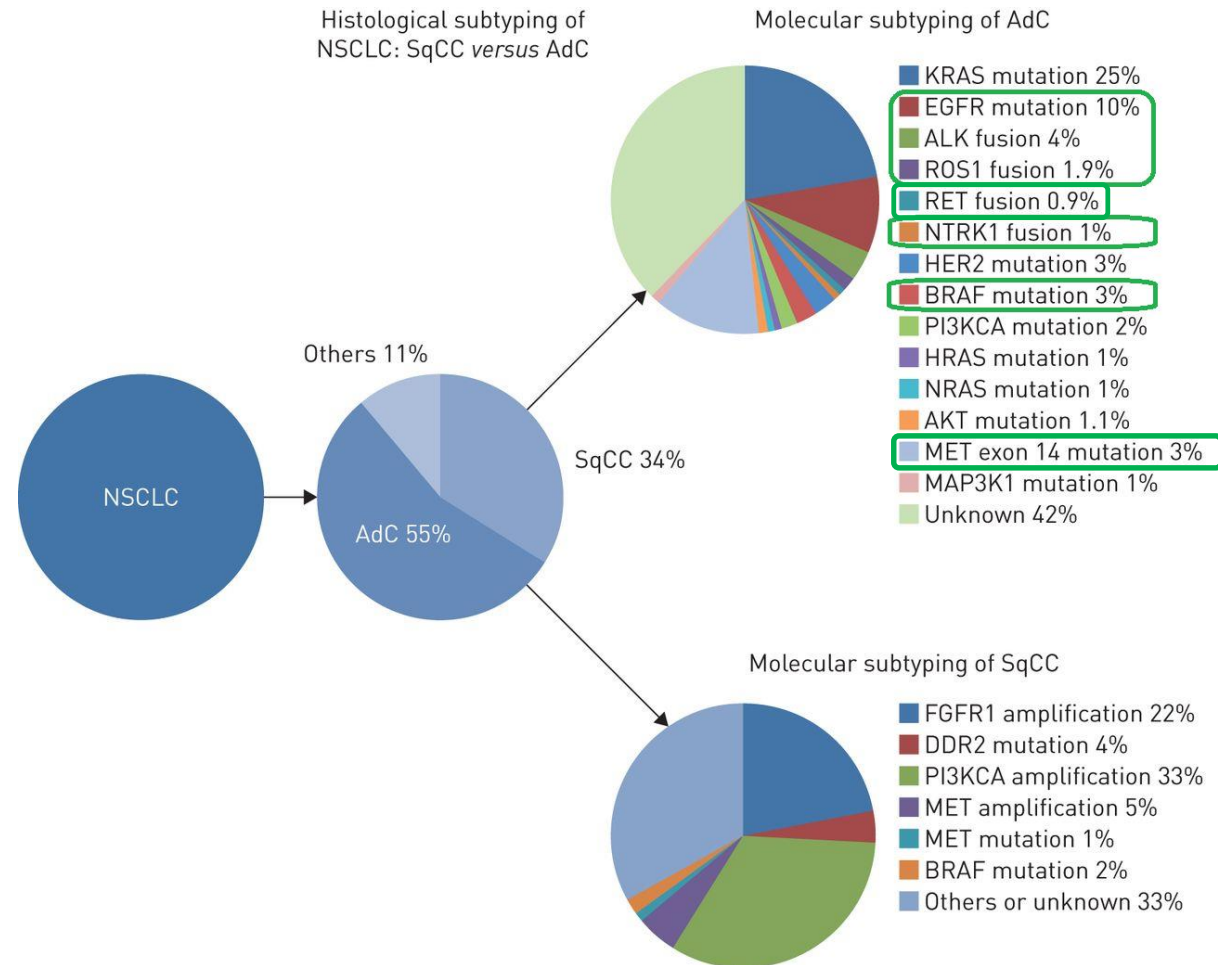 Histological subtyping of
NSCLC: SqCC versus AdC
Molecular subtyping of AdC
KRAS mutation 25%
EGFR mutation 10%
ALK fusion 4%
ROS1 fusion 1.9%
RET fusion 0.9%
NTRK1 fusion 1%
HER2 mutation 3%
BRAF mutation 3%
PI3KCA mutation 2%
HRAS mutation 1%
NRAS mutation 1%
AKT mutation 1.1%
MET exon 14 mutation 3%
MAP3K1 mutation 1%
Unknown 42%
Others 11%
NSCLC
SqCC 34%
AdC 55%
Molecular subtyping of SqCC
FGFR1 amplification 22%
DDR2 mutation 4%
PI3KCA amplification 33%
MET amplification 5%
MET mutation 1%
BRAF mutation 2%
Others or unknown 33%